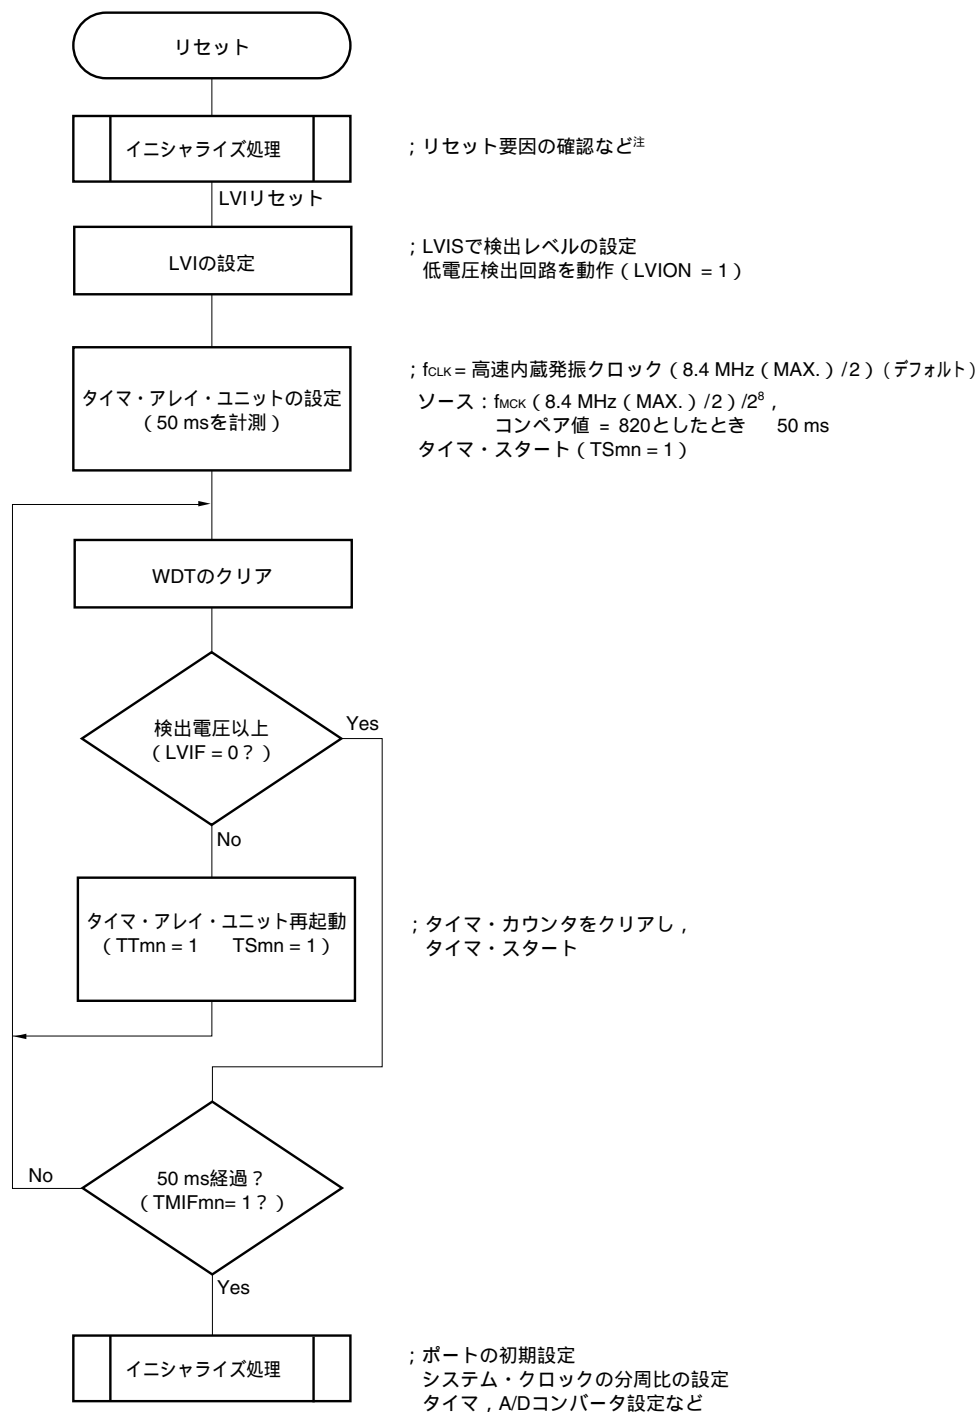 リセット
イニシャライズ処理
；リセット要因の確認など注
LVIリセット
LVIの設定
；LVISで検出レベルの設定
低電圧検出回路を動作（LVION = 1）
タイマ・アレイ・ユニットの設定
（50 msを計測）
；fCLK = 高速内蔵発振クロック（8.4 MHz（MAX.）/2）(デフォルト)
ソース：fMCK（8.4 MHz（MAX.）/2）/2⁸，
コンペア値 = 820としたとき　50 ms
タイマ・スタート（TSmn = 1）
WDTのクリア
検出電圧以上
（LVIF = 0？）
Yes
No
タイマ・アレイ・ユニット再起動
（TTmn = 1　TSmn = 1）
；タイマ・カウンタをクリアし，
タイマ・スタート
50 ms経過？
（TMIFmn= 1？）
No
Yes
イニシャライズ処理
；ポートの初期設定
システム・クロックの分周比の設定
タイマ，A/Dコンバータ設定など